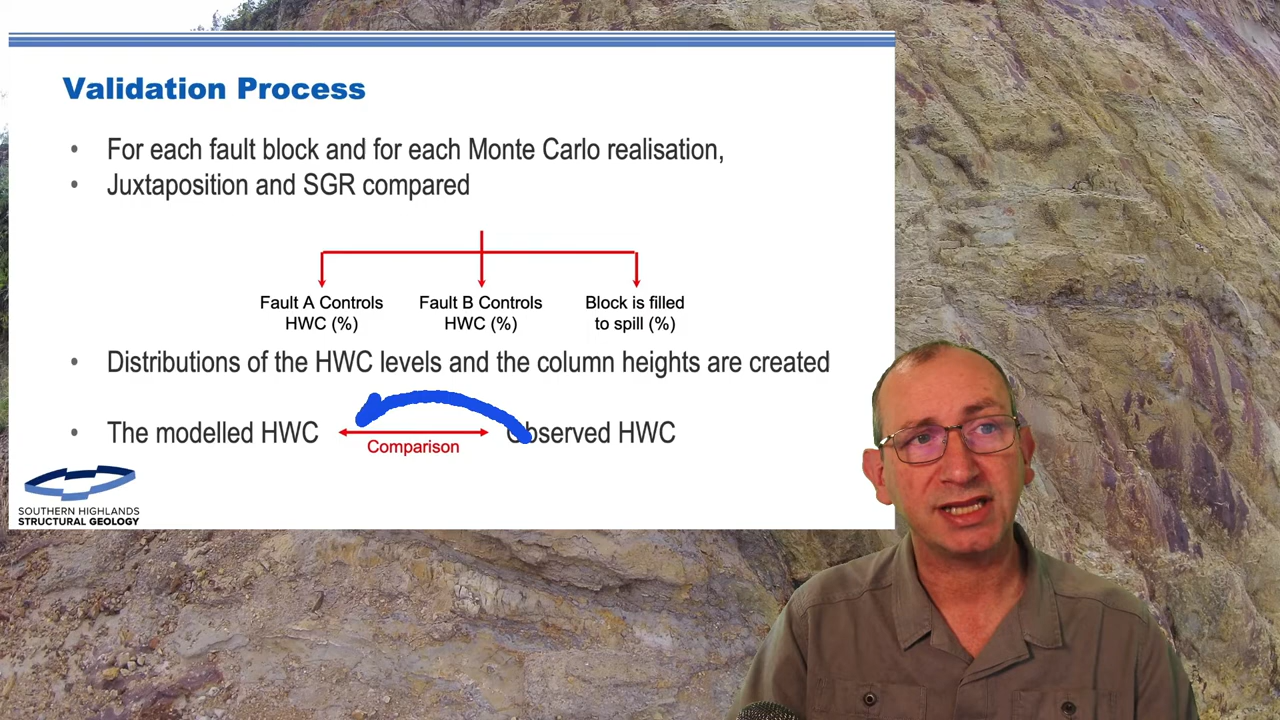 Validation Process
• For each fault block and for each Monte Carlo realisation,
• Juxtaposition and SGR compared
Fault A Controls
HWC (%)
Fault B Controls
HWC (%)
Block is filled
to spill (%)
• Distributions of the HWC levels and the column heights are created
• The modelled HWC
Comparison
Observed HWC
SOUTHERN HIGHLANDS
STRUCTURAL GEOLOGY